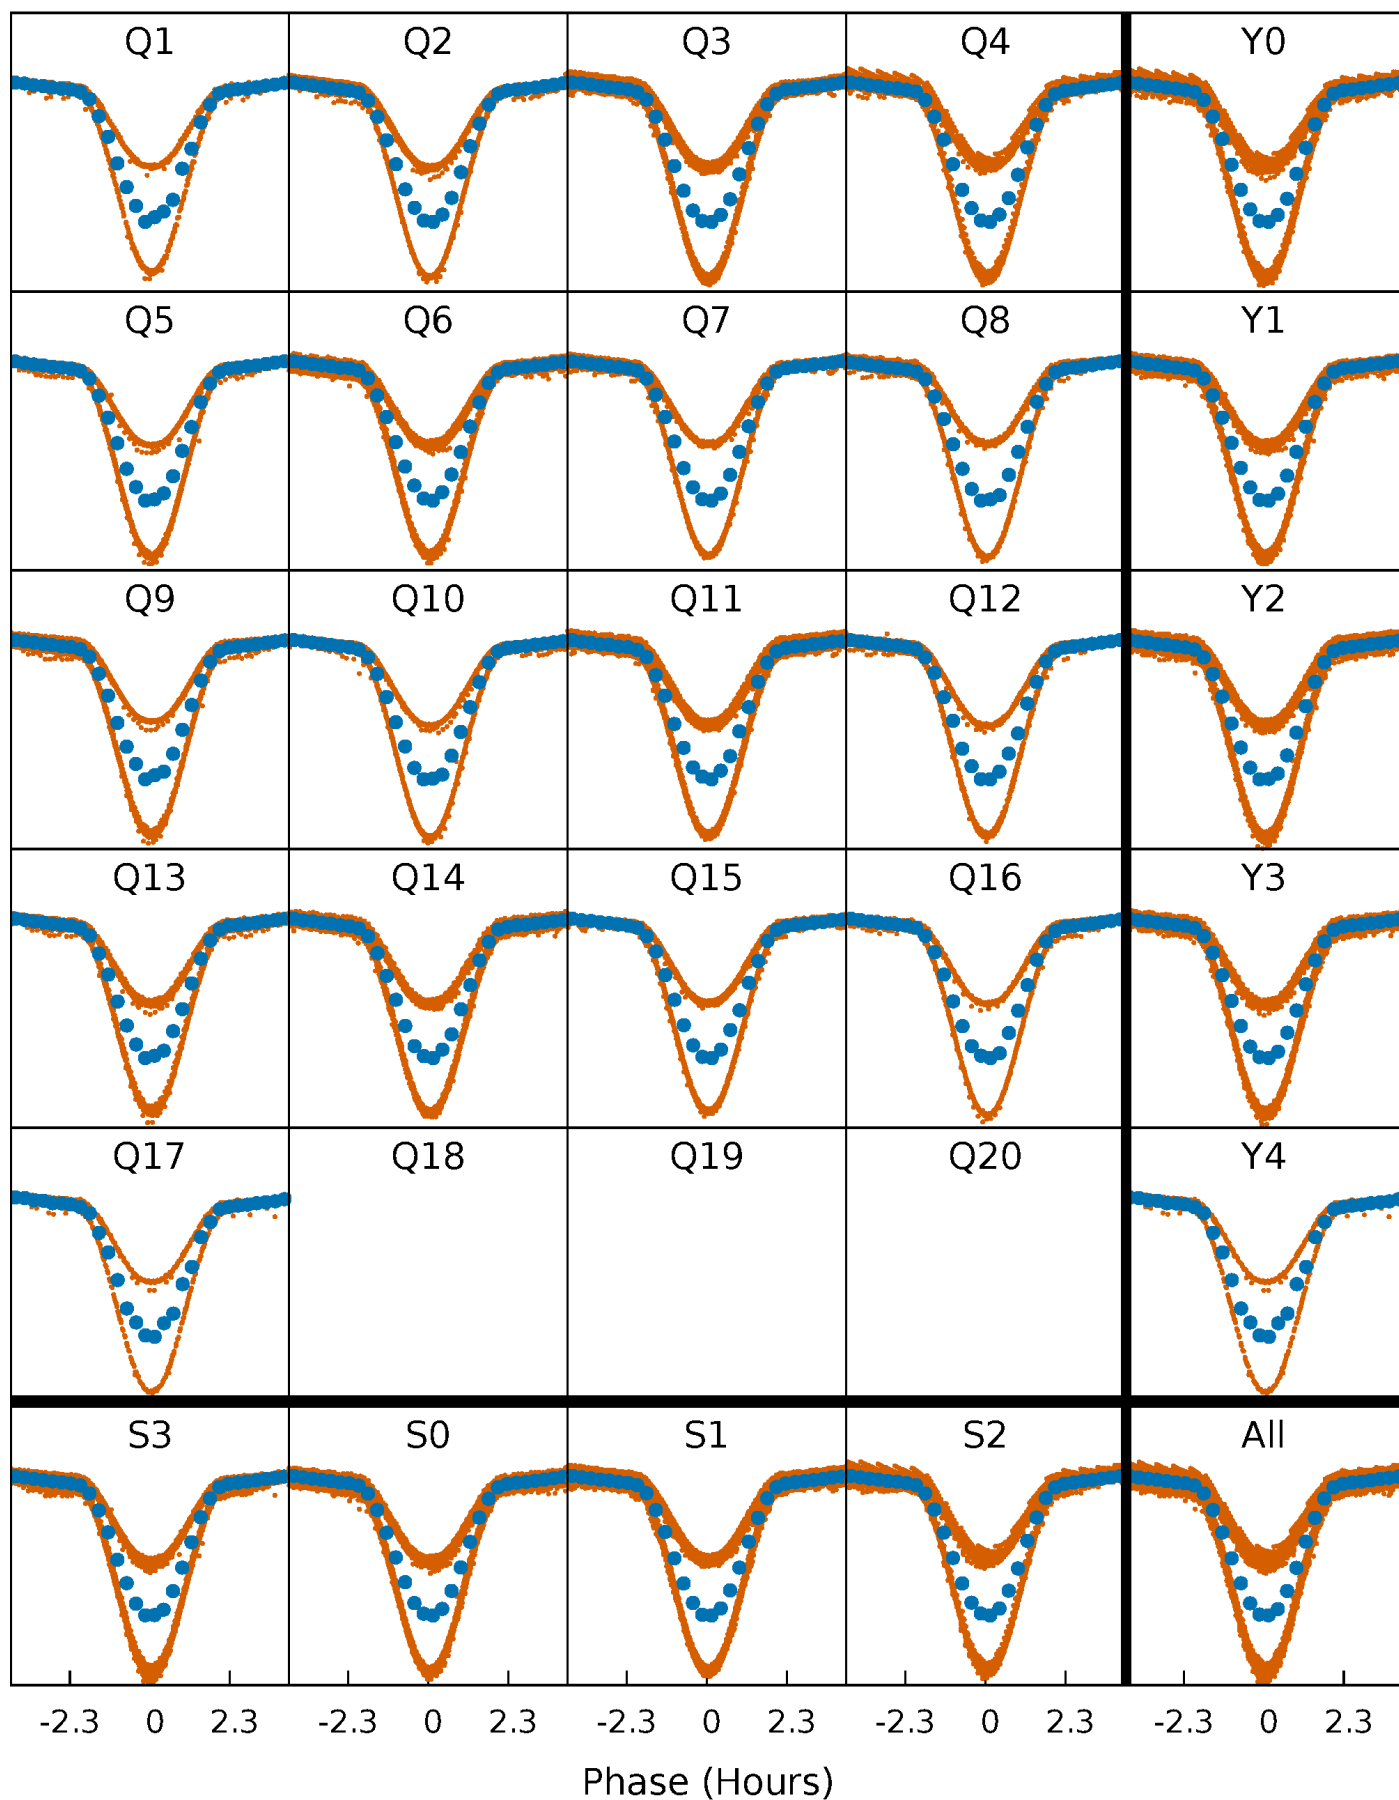 Q1 Q2 Q3 Q4 Y0
Q5 Q6 Q7 Q8 Y1
Q9 Q10 Q11 Q12 Y2
Q13 Q14 Q15 Q16 Y3
Q17 Q18 Q19 Q20 Y4
S3 S0 S1 S2 All
-2.3 0 2.3 -2.3 0 2.3 -2.3 0 2.3 -2.3 0 2.3 -2.3 0 2.3
Phase (Hours)